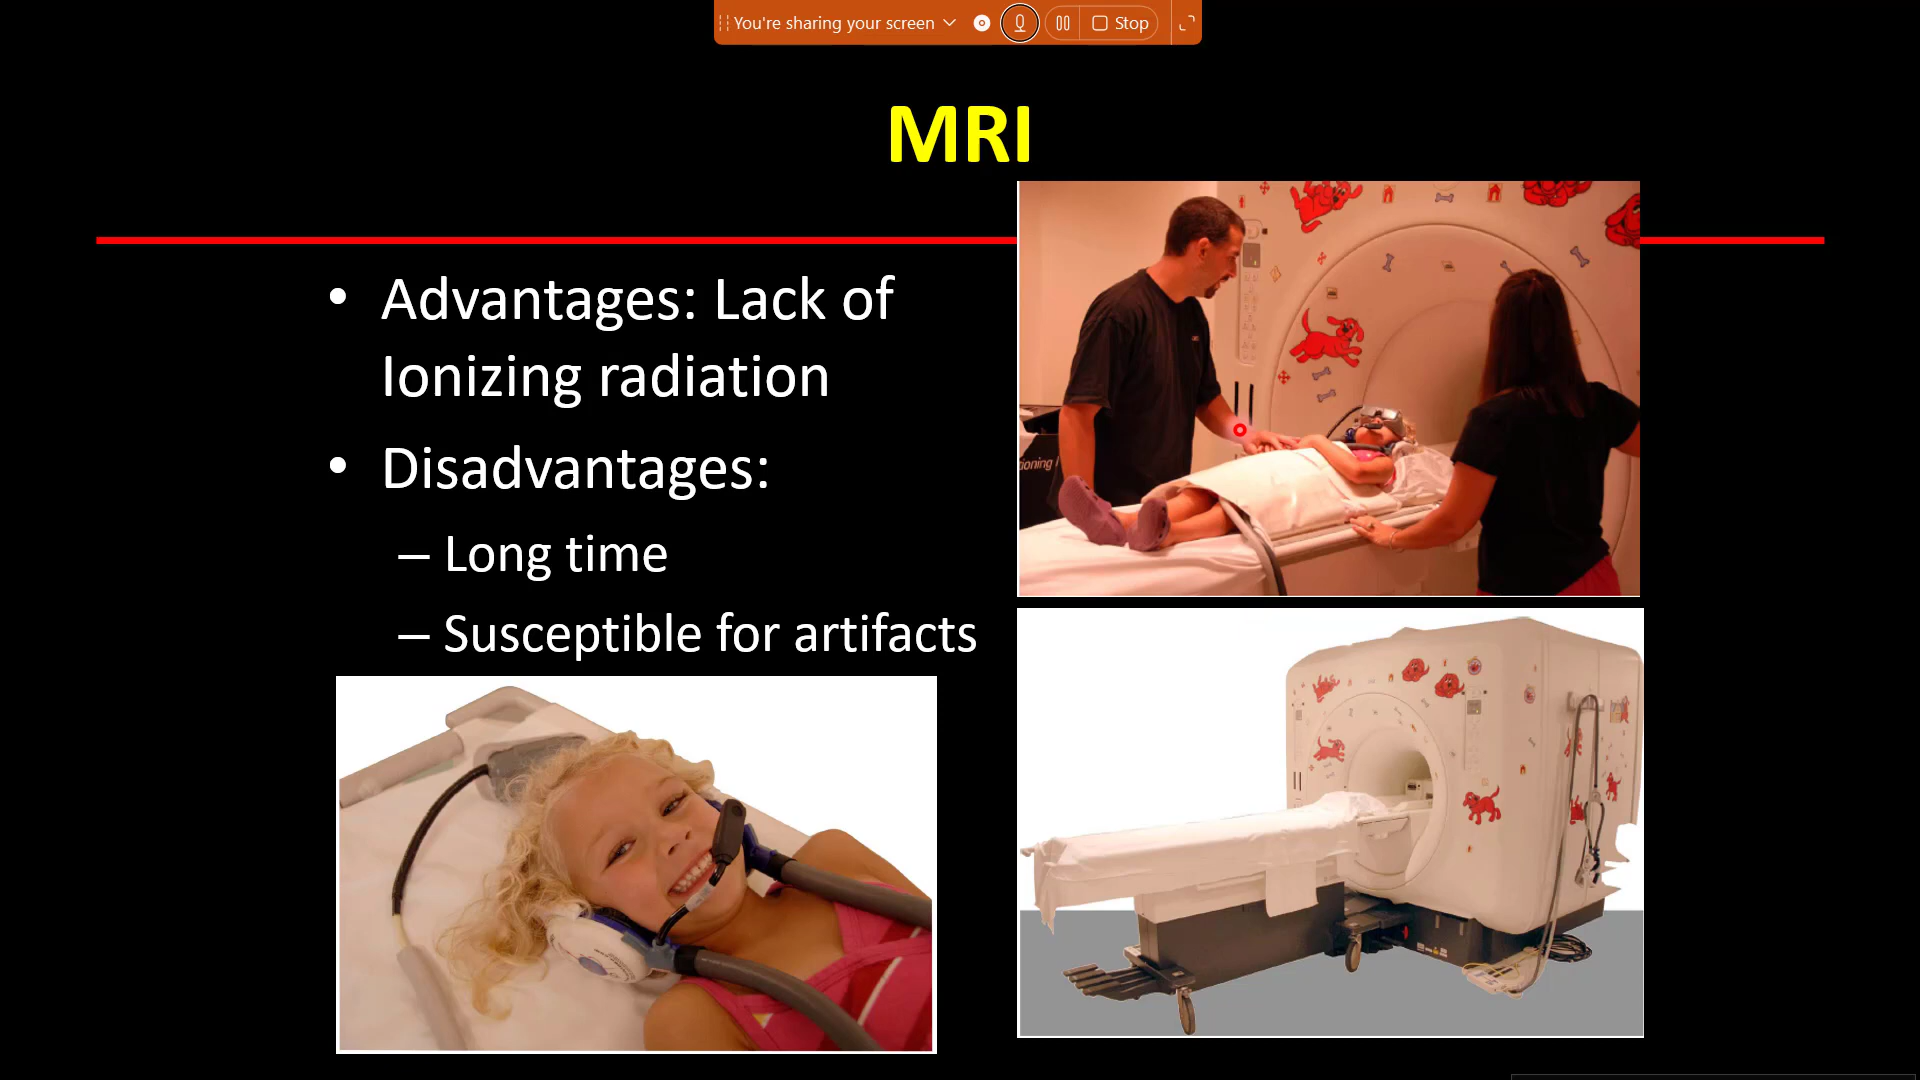 You're sharing your screen
Stop
MRI
• Advantages: Lack of
Ionizing radiation
• Disadvantages:
– Long time
– Susceptible for artifacts